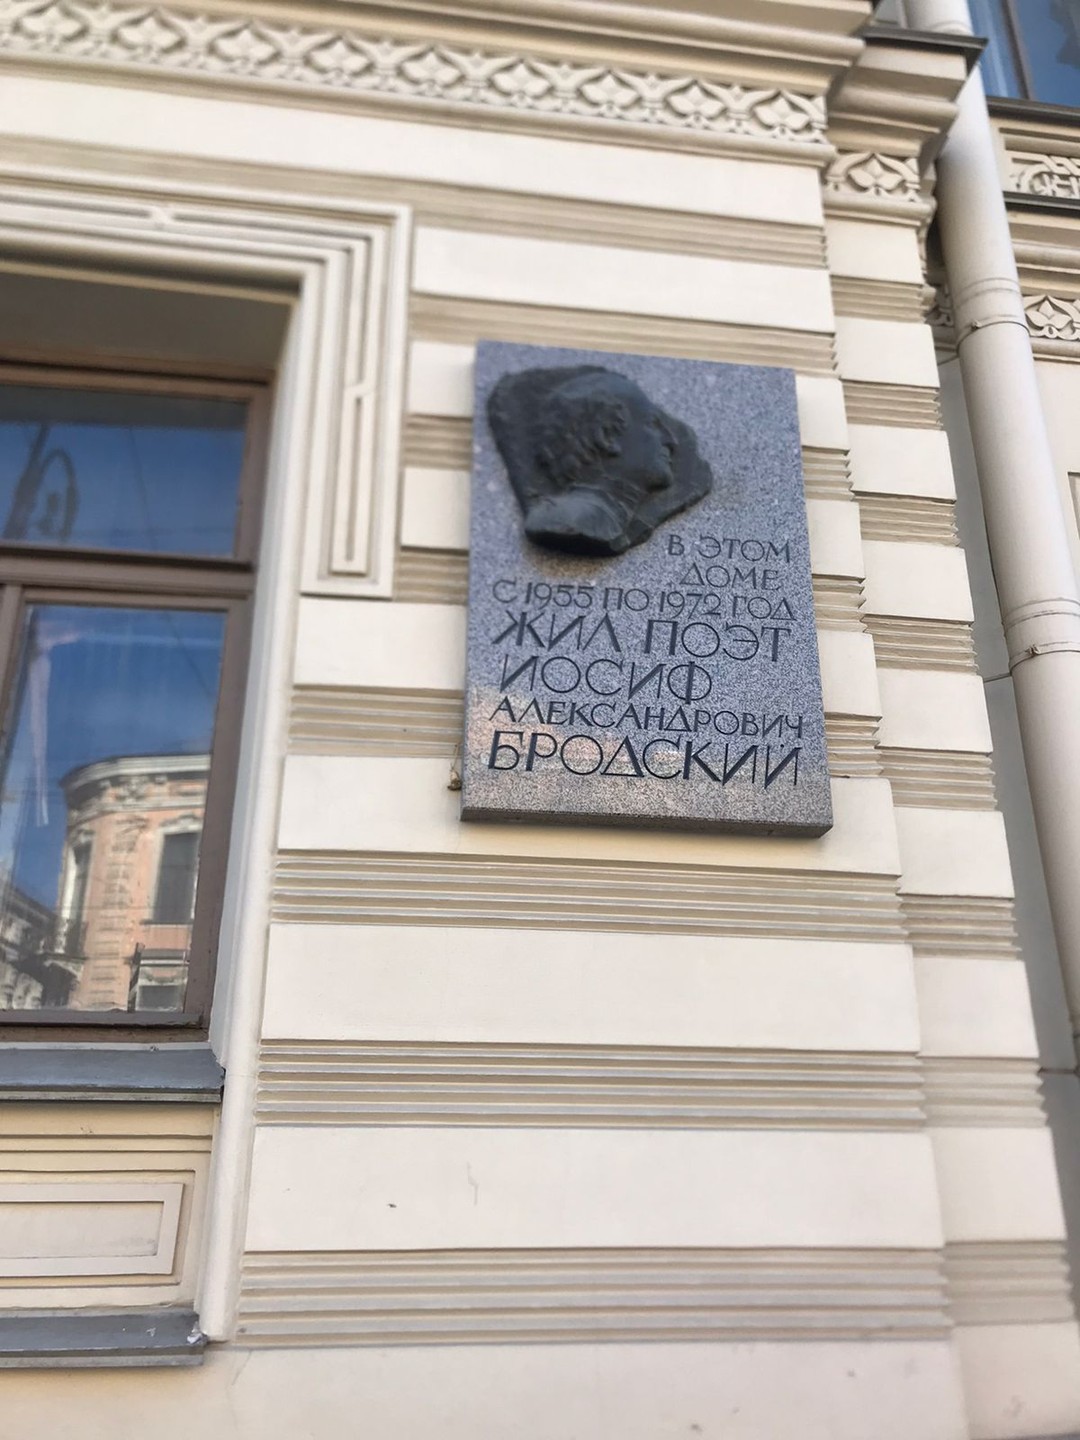 В ЭТОМ
ДОМЕ
С 1955 ПО 1972 ГОД
ЖИЛ ПОЭТ
ИОСИФ
АЛЕКСАНДРОВИЧ
БРОДСКИЙ